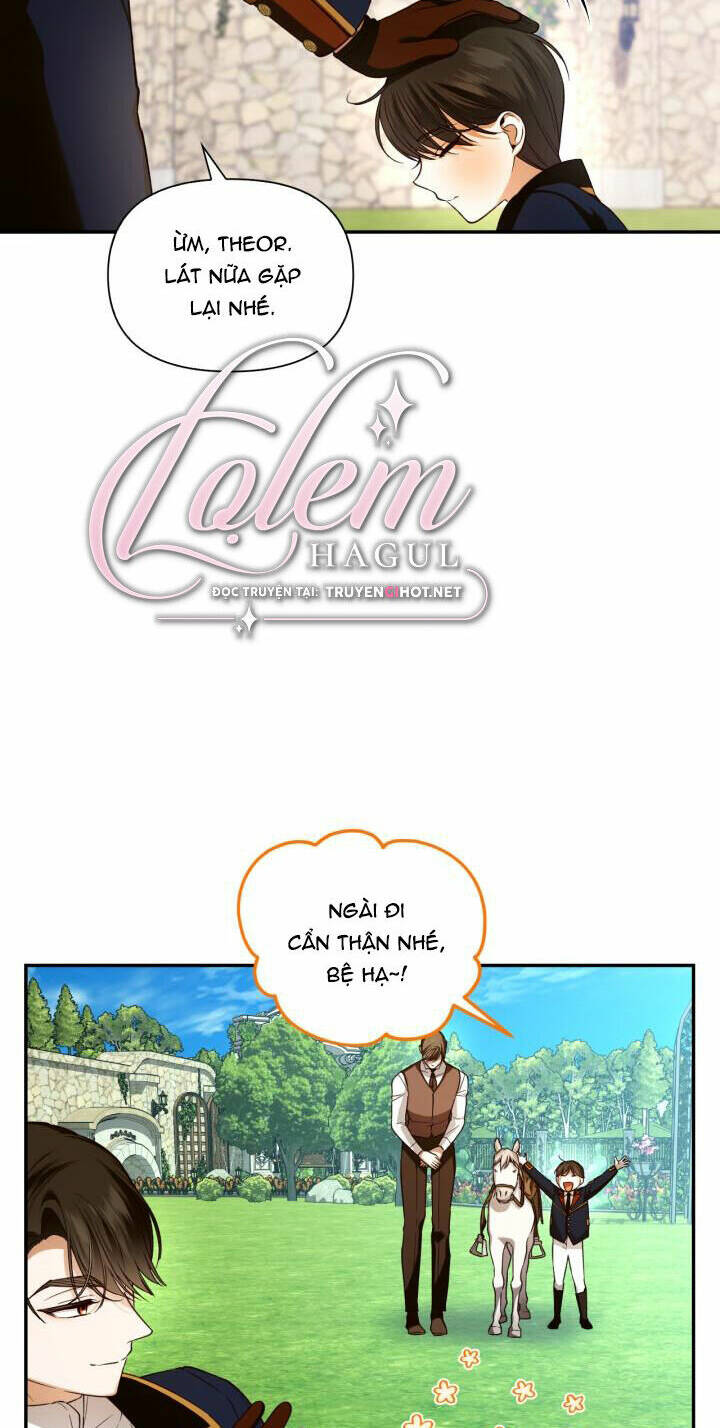 ỪM, THEOR.
LÁT NỮA GẶP
LẠI NHÉ.
Lọlem
HAGUL
ĐỌC TRUYỆN TẠI: TRUYENGIHOT.NET
NGÀI ĐI
CẨN THẬN NHÉ,
BỆ HẠ~!